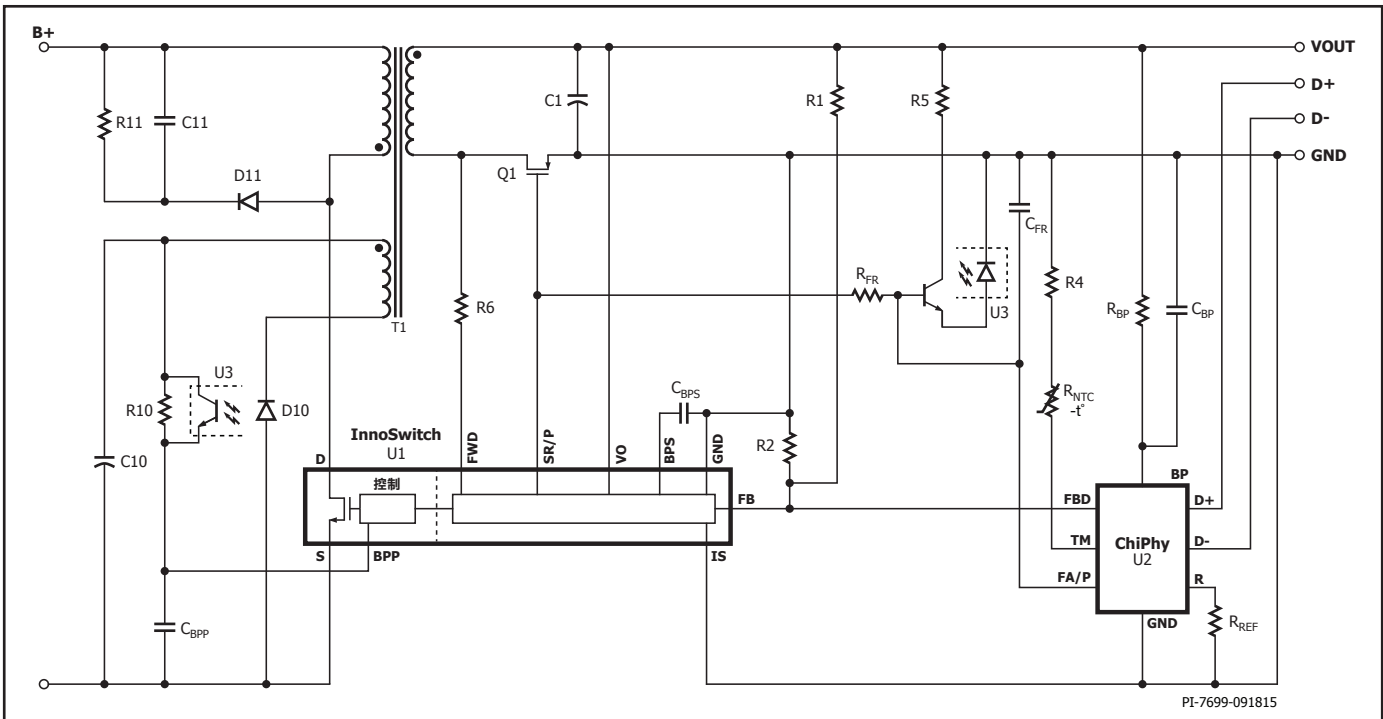 B+
VOUT
D+
D-
GND
R11
C11
C1
R1
R5
Q1
D11
CFR
RFR
R4
R6
T1
U3
RBP
CBP
U3
R10
D10
CBPS
RNTC
-t°
C10
InnoSwitch
U1
R2
D
FWD
SR/P
VO
BPS
GND
控制
FB
S
BPP
IS
BP
FBD
D+
TM
ChiPhy
U2
D-
FA/P
R
GND
RREF
CBPP
PI-7699-091815